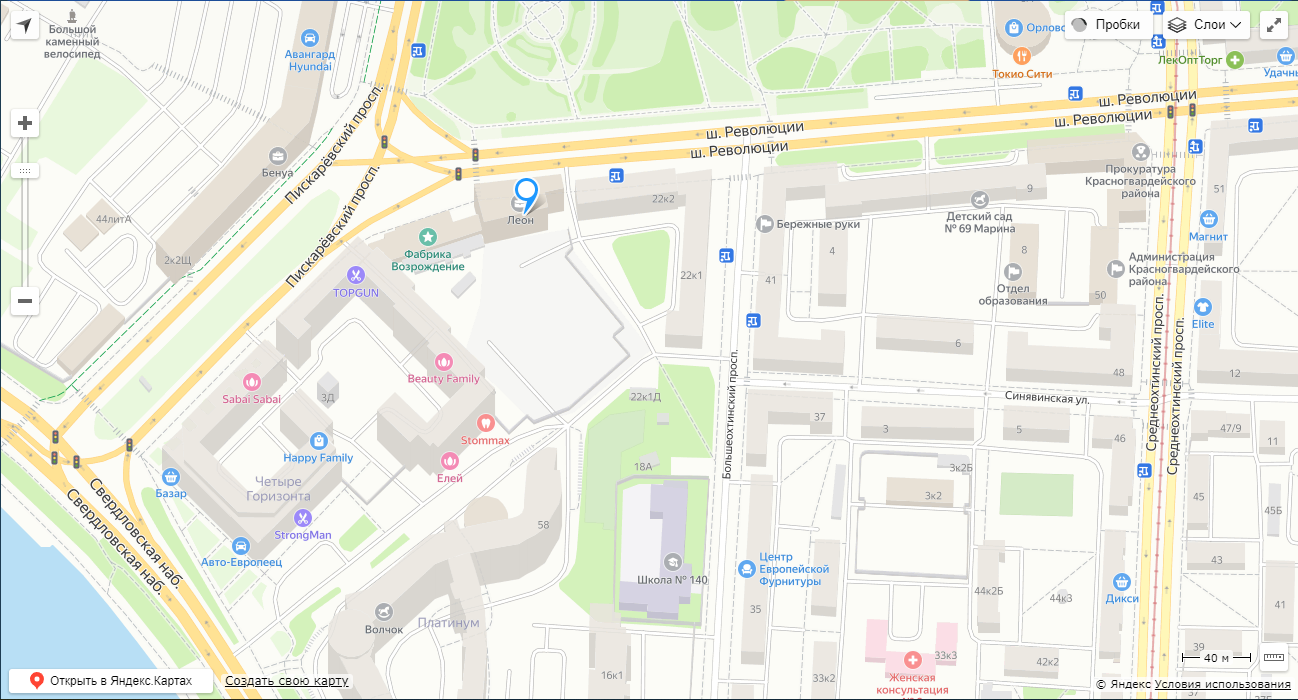 Большой
каменный
велосипед
Авангард
Hyundai
Орлово
Токио Сити
Пробки
Слои
ЛекОптТорг
Удачны
ш. Революции
ш. Революции
ш. Революции
ш. Революции
Пискарёвский просп.
Пискарёвский просп.
Бенуа
44литА
2к2Щ
Леон
Фабрика
Возрождение
TOPGUN
22к2
22к1
Бережные руки
4
41
9
Детский сад
№ 69 Марина
8
Отдел
образования
50
Прокуратура
Красногвардейского
района
51
Магнит
Администрация
Красногвардейского
района
Elite
6
48
12
Среднеохтинский просп.
Среднеохтинский просп.
Большеохтинский просп.
Синявинская ул.
Beauty Family
Sabai Sabai
3Д
Stommax
Happy Family
Елей
Четыре
Горизонта
Базар
StrongMan
Авто-Европеец
Свердловская наб.
Свердловская наб.
22к1Д
18А
37
3
5
46
47/9
11
3к2Б
3к2
45
45Б
58
Школа № 140
Центр
Европейской
Фурнитуры
43
44к2Б
44к3
Дикси
41
35
Волчок
Платинум
16к1
33к2
33к3
Женская
консультация
42к2
39
40 м
Открыть в Яндекс.Картах
Создать свою карту
© Яндекс Условия использования